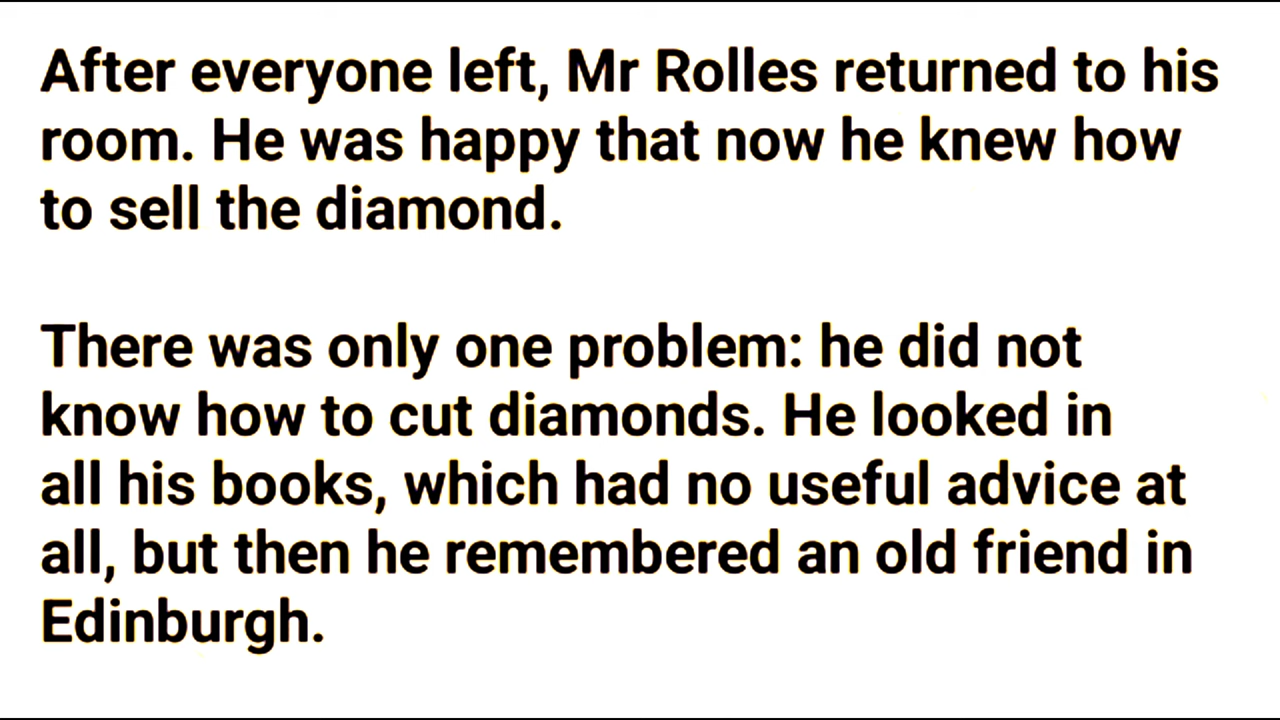 After everyone left, Mr Rolles returned to his
room. He was happy that now he knew how
to sell the diamond.
There was only one problem: he did not
know how to cut diamonds. He looked in
all his books, which had no useful advice at
all, but then he remembered an old friend in
Edinburgh.